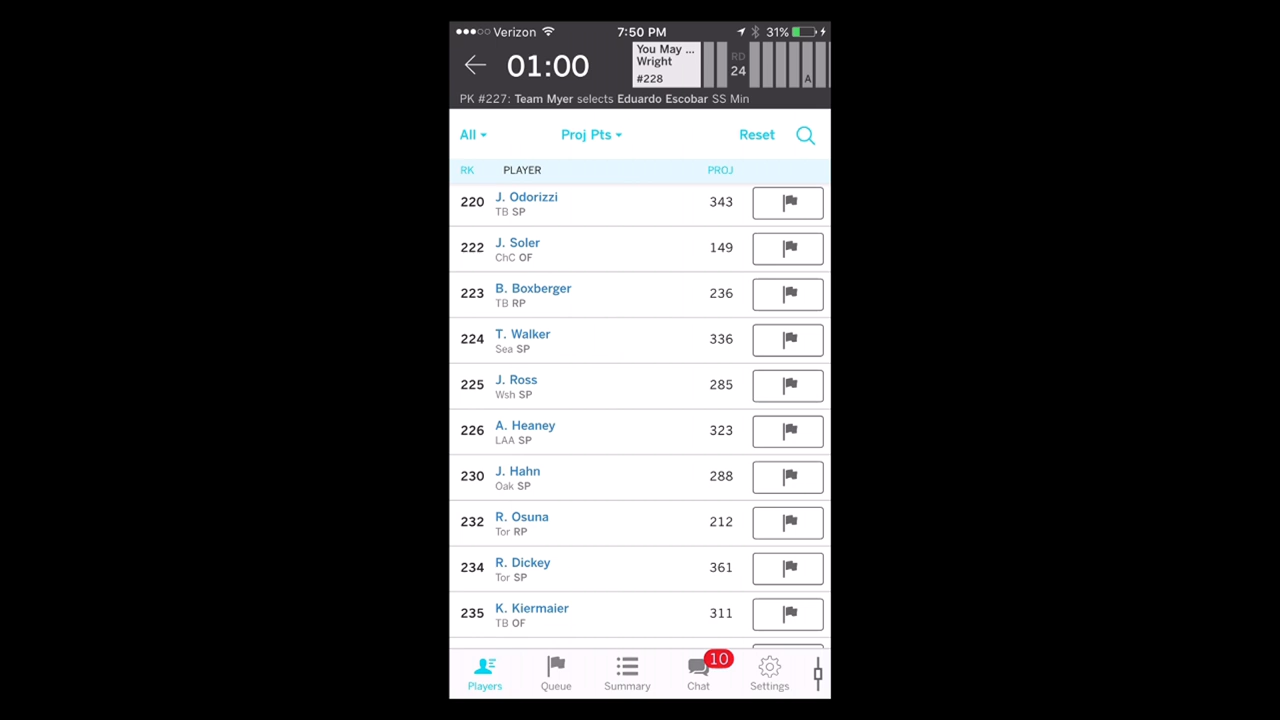 Verizon 7:50 PM 31%
01:00
You May ...
Wright
#228
RD
24
A
PK #227: Team Myer selects Eduardo Escobar SS Min
All Proj Pts Reset
RK PLAYER PROJ
220 J. Odorizzi 343
TB SP
222 J. Soler 149
ChC OF
223 B. Boxberger 236
TB RP
224 T. Walker 336
Sea SP
225 J. Ross 285
Wsh SP
226 A. Heaney 323
LAA SP
230 J. Hahn 288
Oak SP
232 R. Osuna 212
Tor RP
234 R. Dickey 361
Tor SP
235 K. Kiermaier 311
TB OF
10
Players Queue Summary Chat Settings